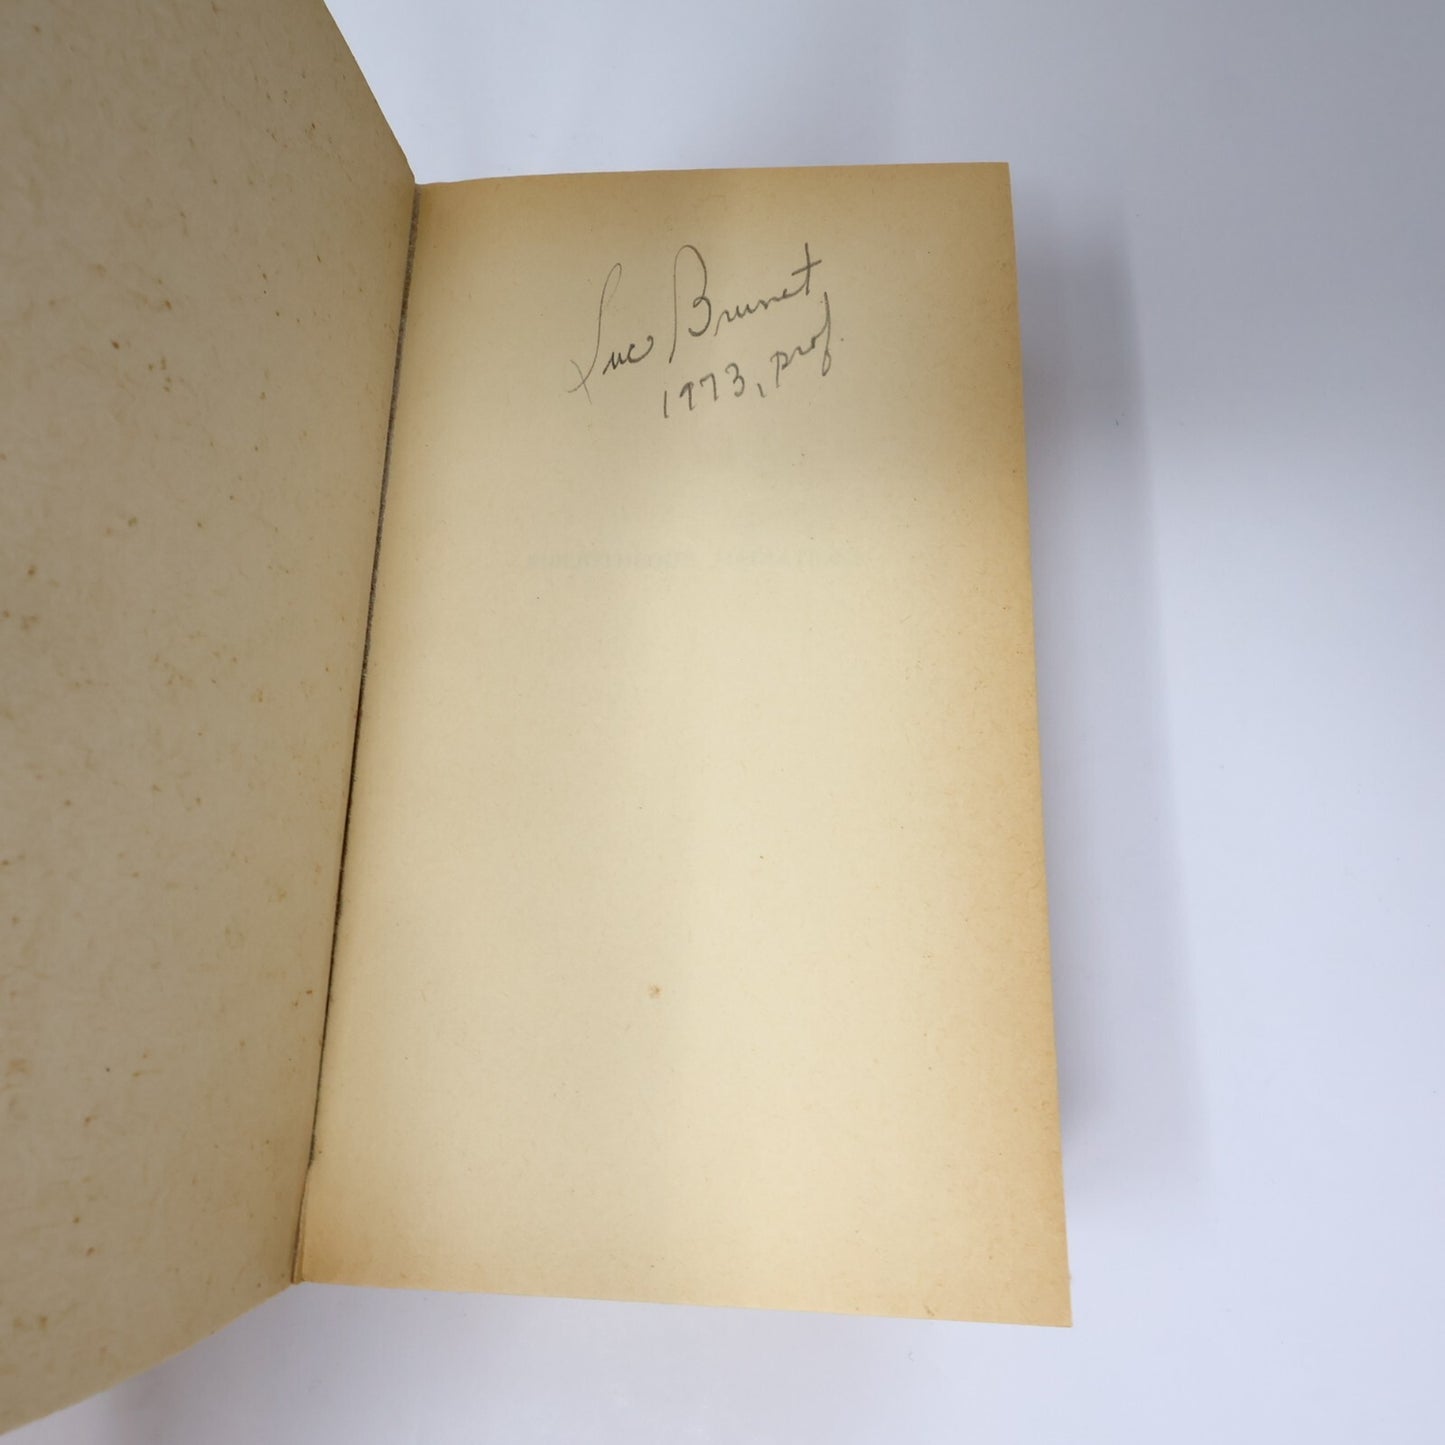 Luc Brunet,
1973, prof.